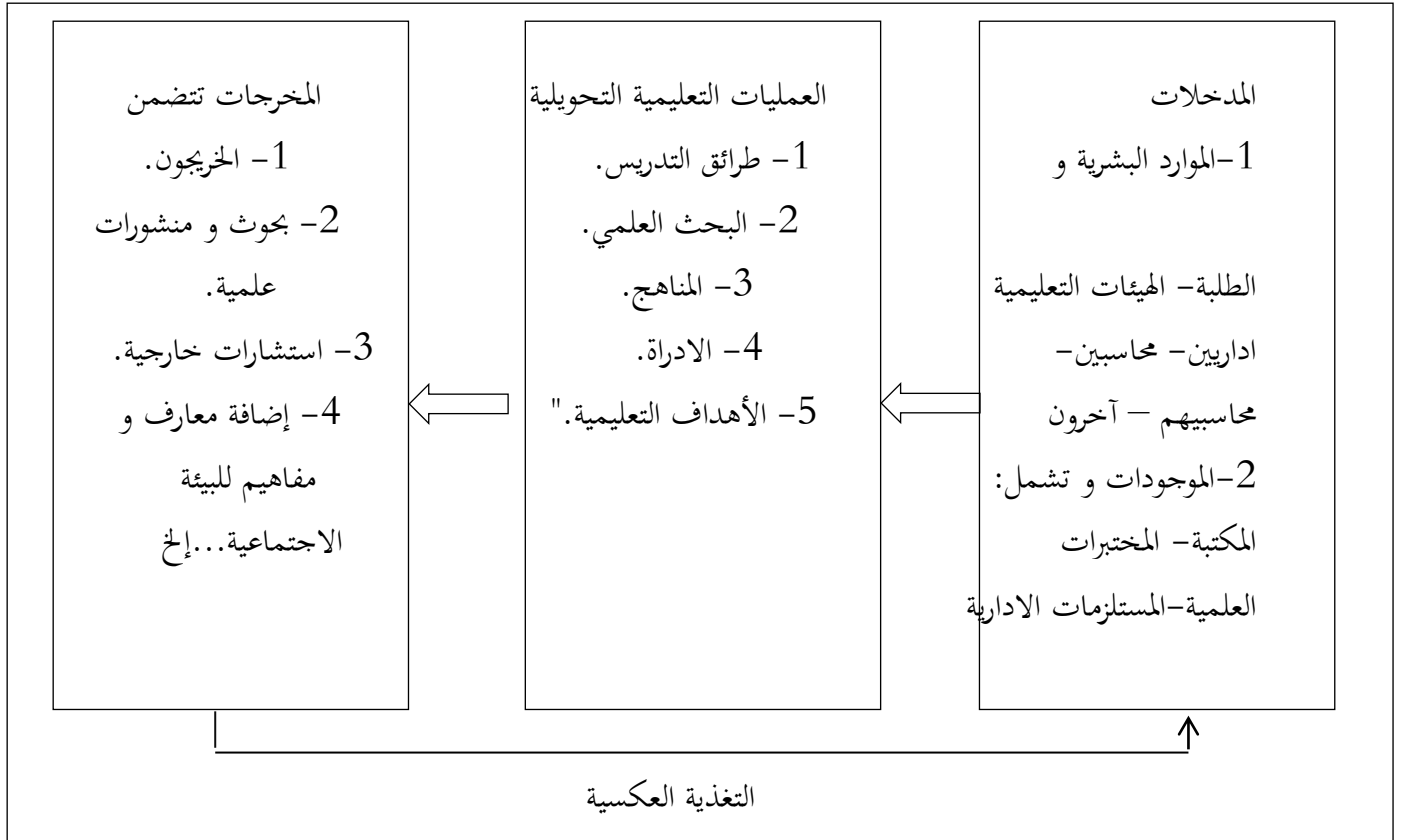 المدخلات
1-الموارد البشرية و
الطلبة- الهيئات التعليمية
اداريين- محاسبين-
محاسبيهم – آخرون
2-الموجودات و تشمل:
المكتبة- المختبرات
العلمية-المستلزمات الادارية
العمليات التعليمية التحويلية
1- طرائق التدريس.
2- البحث العلمي.
3- المناهج.
4- الادراة.
5- الأهداف التعليمية."
المخرجات تتضمن
1- الخريجون.
2- بحوث و منشورات
علمية.
3- استشارات خارجية.
4- إضافة معارف و
مفاهيم للبيئة
الاجتماعية...إلخ
التغذية العكسية